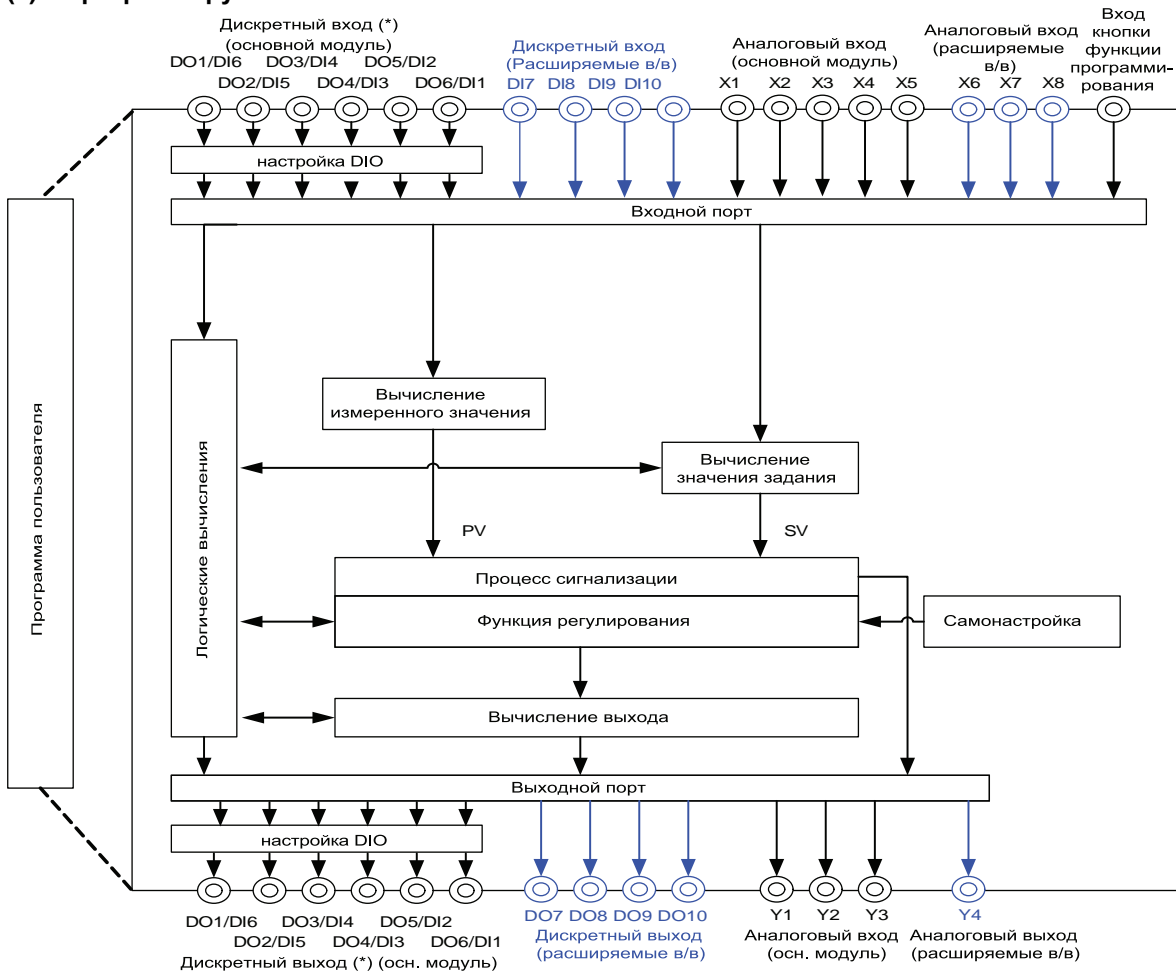 Дискретный вход (*)
(основной модуль)
DO1/DI6 DO3/DI4 DO5/DI2
DO2/DI5 DO4/DI3 DO6/DI1
Дискретный вход
(Расширяемые в/в)
DI7 DI8 DI9 DI10
Аналоговый вход
(основной модуль)
X1 X2 X3 X4 X5
Аналоговый вход
(расширяемые
в/в)
X6 X7 X8
Вход
кнопки
функции
программи-
рования
настройка DIO
Входной порт
Программа пользователя
Логические вычисления
Вычисление
измеренного значения
Вычисление
значения задания
PV
SV
Процесс сигнализации
Функция регулирования
Самонастройка
Вычисление выхода
Выходной порт
настройка DIO
DO1/DI6 DO3/DI4 DO5/DI2
DO2/DI5 DO4/DI3 DO6/DI1
Дискретный выход (*) (осн. модуль)
DO7 DO8 DO9 DO10
Дискретный выход
(расширяемые в/в)
Y1 Y2 Y3
Аналоговый вход
(осн. модуль)
Y4
Аналоговый выход
(расширяемые в/в)